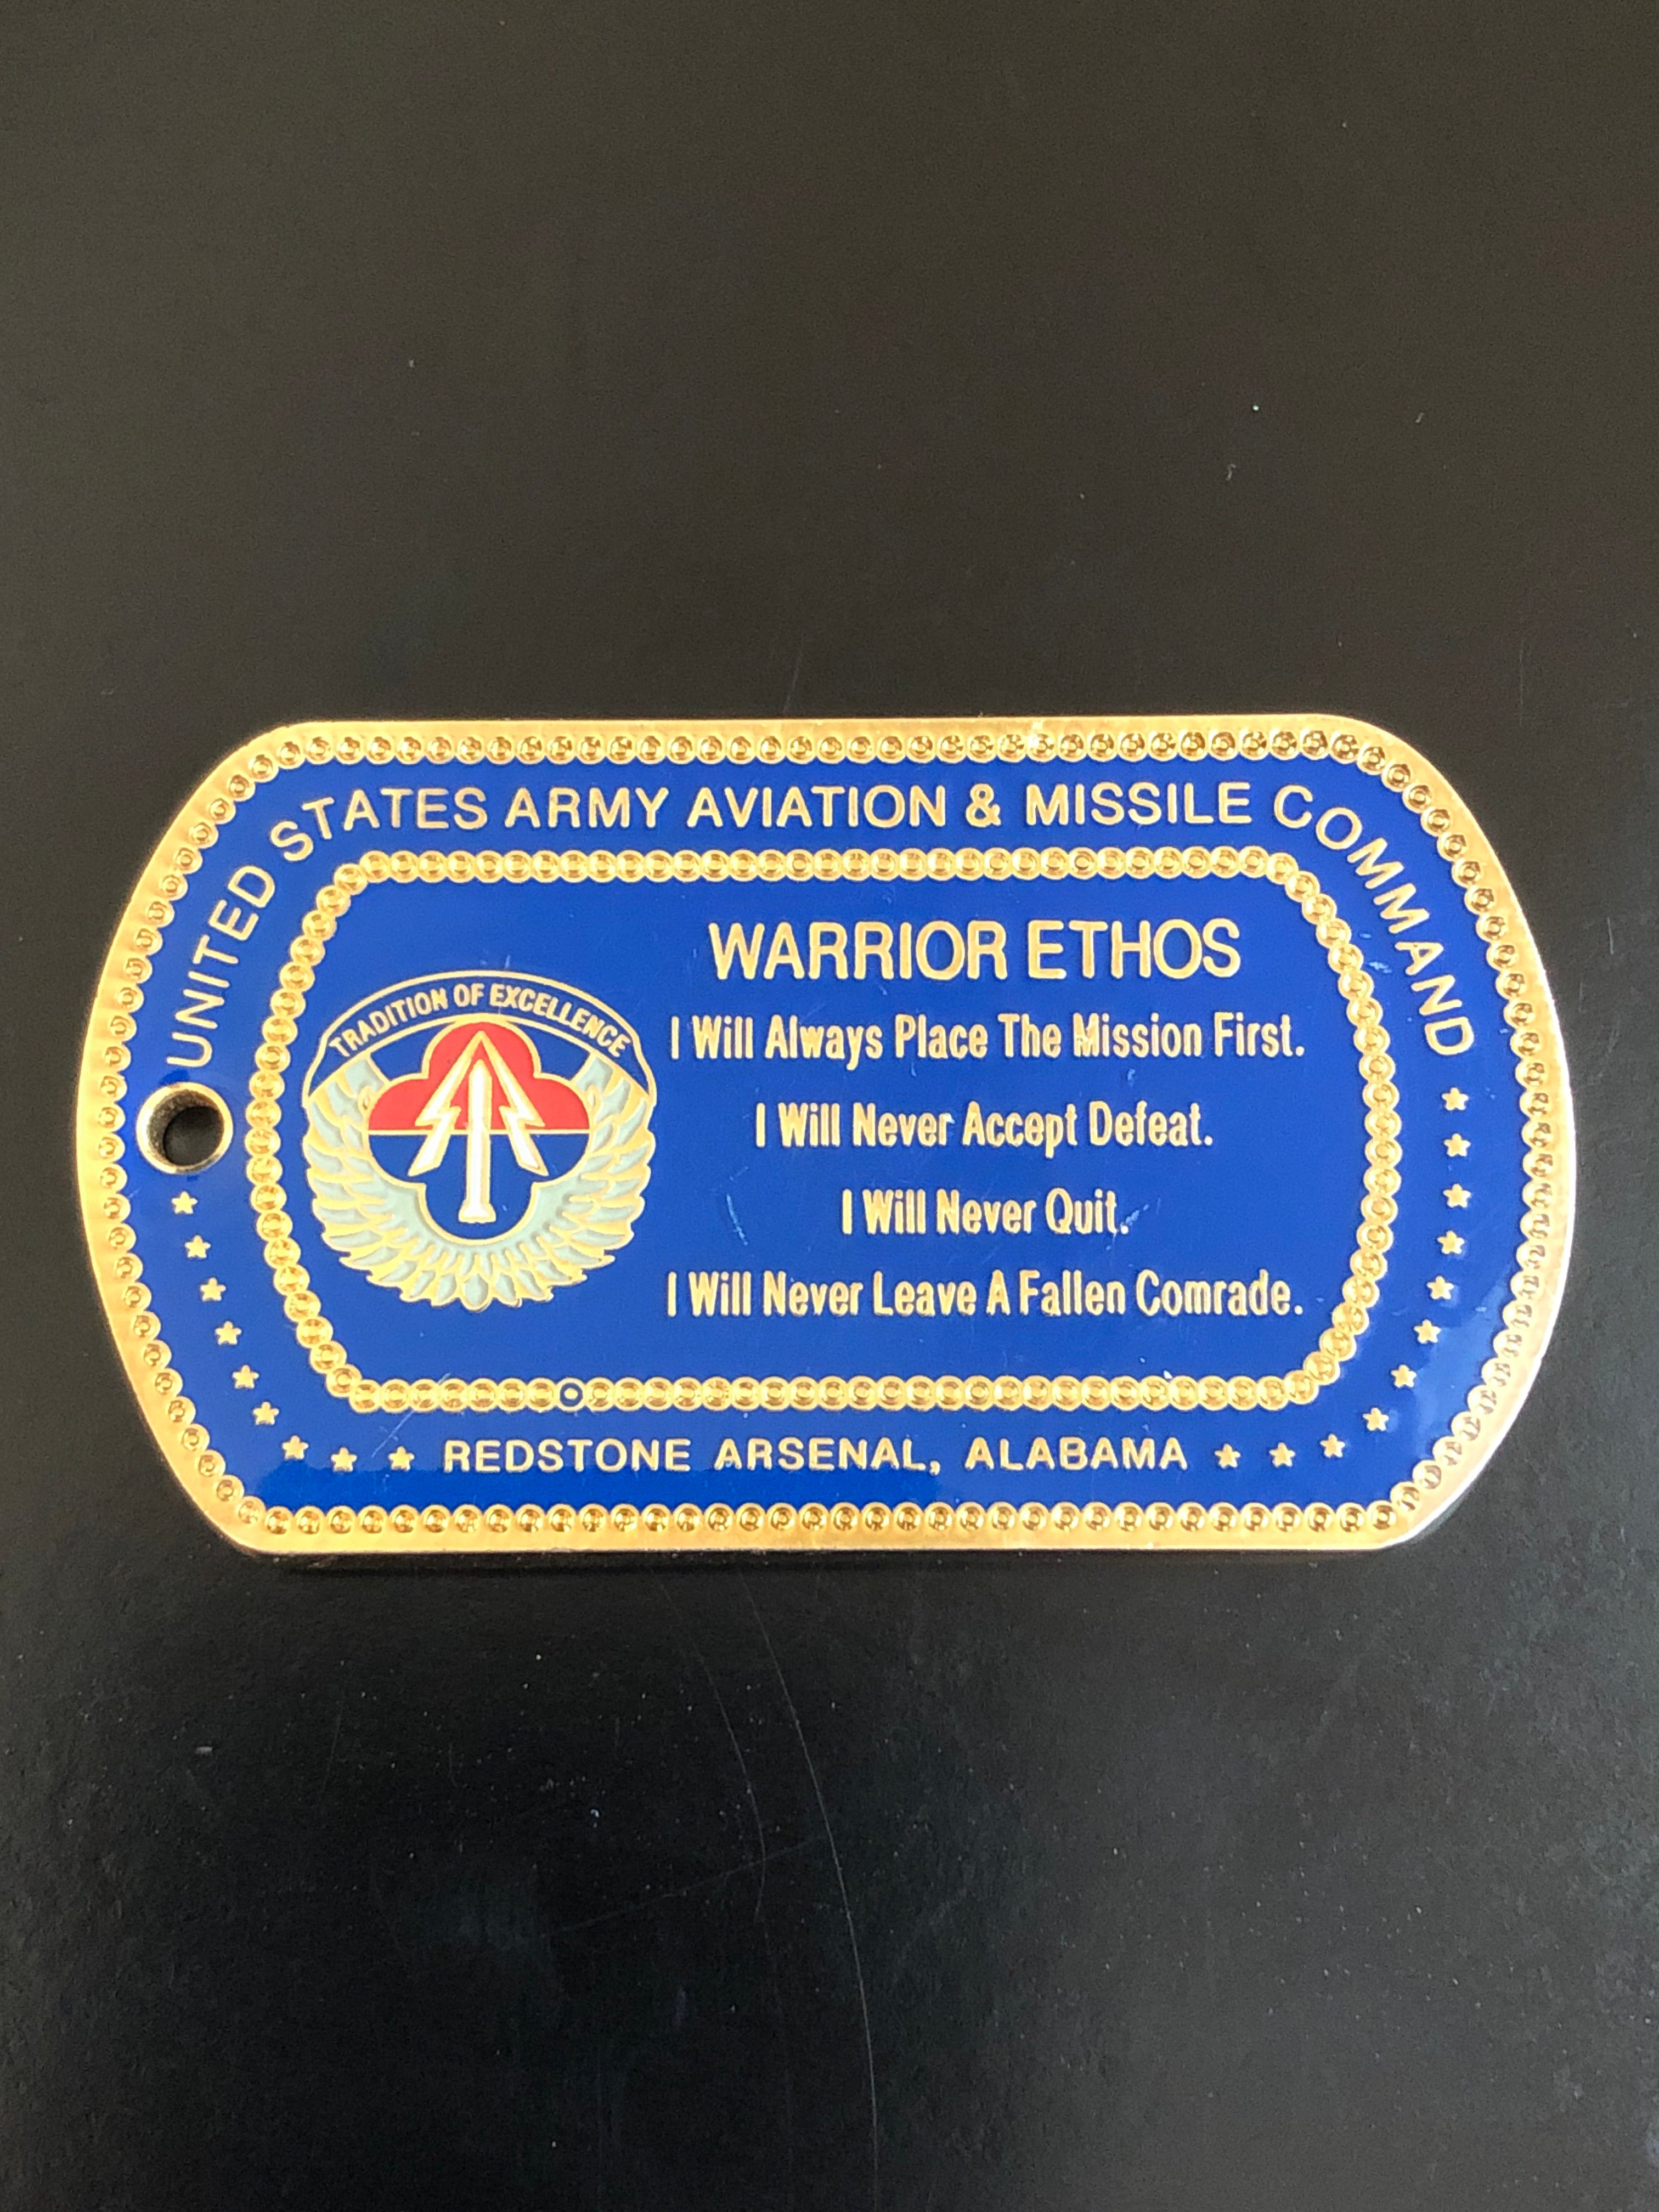 UNITED STATES ARMY AVIATION & MISSILE COMMAND
WARRIOR ETHOS
TRADITION OF EXCELLENCE
I Will Always Place The Mission First.
I Will Never Accept Defeat.
I Will Never Quit.
I Will Never Leave A Fallen Comrade.
REDSTONE ARSENAL, ALABAMA